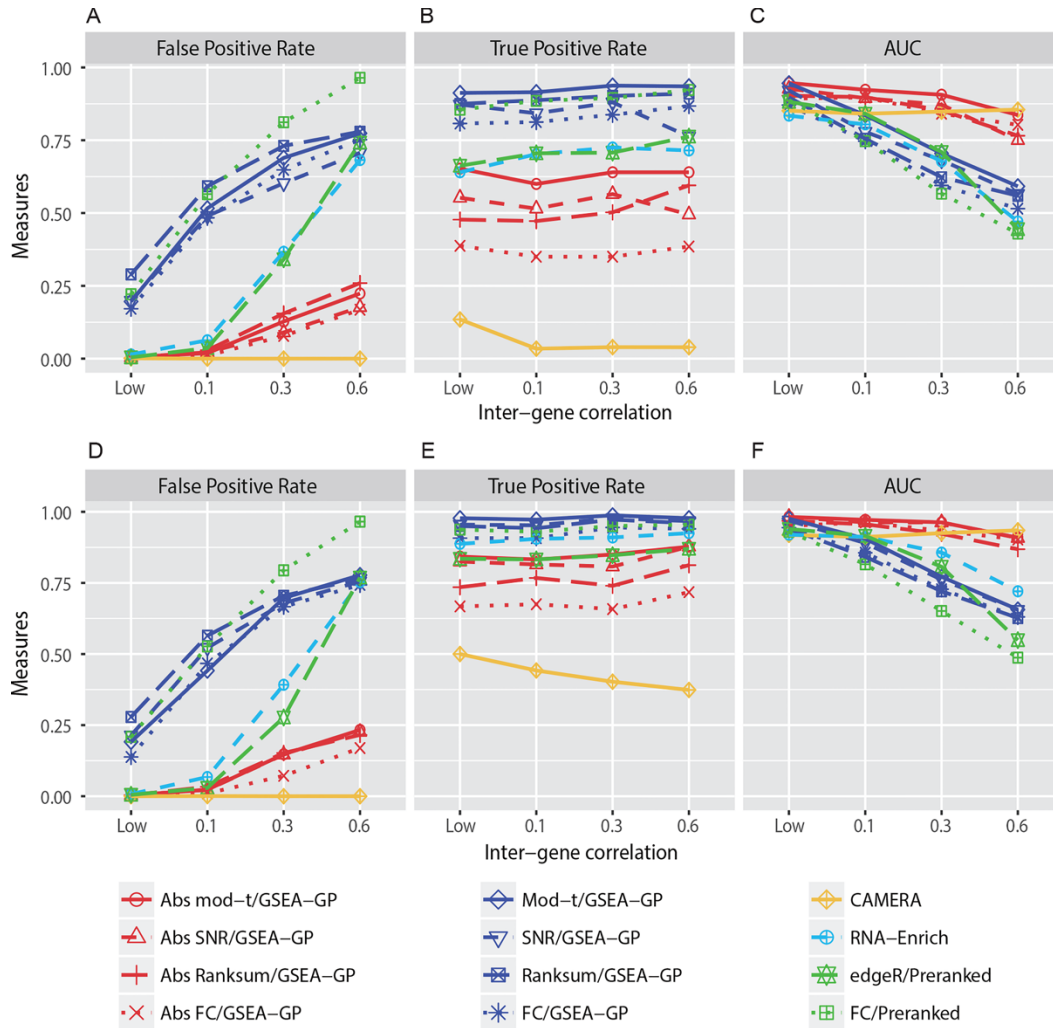 A B C
False Positive Rate True Positive Rate AUC
1.00
0.75
0.50
0.25
0.00
Measures
Low 0.1 0.3 0.6 Low 0.1 0.3 0.6 Low 0.1 0.3 0.6
Inter-gene correlation
D E F
False Positive Rate True Positive Rate AUC
1.00
0.75
0.50
0.25
0.00
Measures
Low 0.1 0.3 0.6 Low 0.1 0.3 0.6 Low 0.1 0.3 0.6
Inter-gene correlation
Abs mod-t/GSEA-GP Mod-t/GSEA-GP CAMERA
Abs SNR/GSEA-GP SNR/GSEA-GP RNA-Enrich
Abs Ranksum/GSEA-GP Ranksum/GSEA-GP edgeR/Preranked
Abs FC/GSEA-GP FC/GSEA-GP FC/Preranked